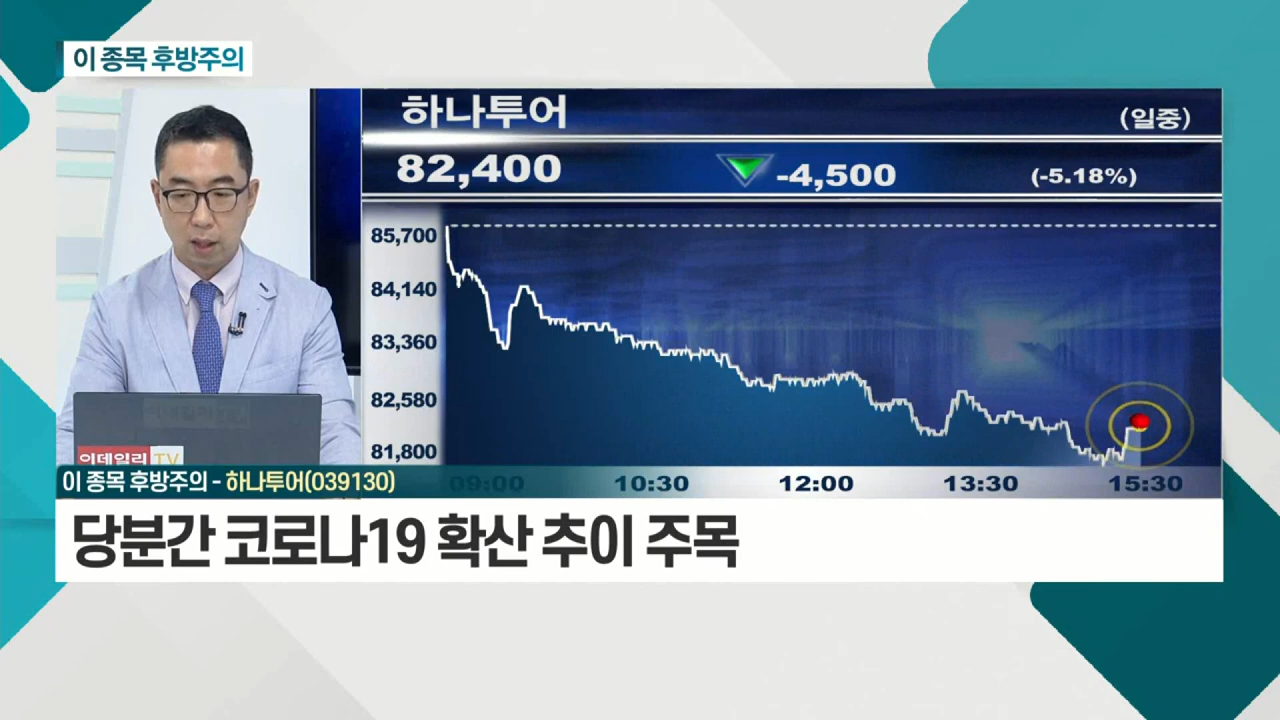 이 종목 후방주의
하나투어
(일중)
82,400
-4,500
(-5.18%)
85,700
84,140
83,360
82,580
81,800
이데일리 TV
이 종목 후방주의 - 하나투어(039130)
09:00 10:30 12:00 13:30 15:30
당분간 코로나19 확산 추이 주목